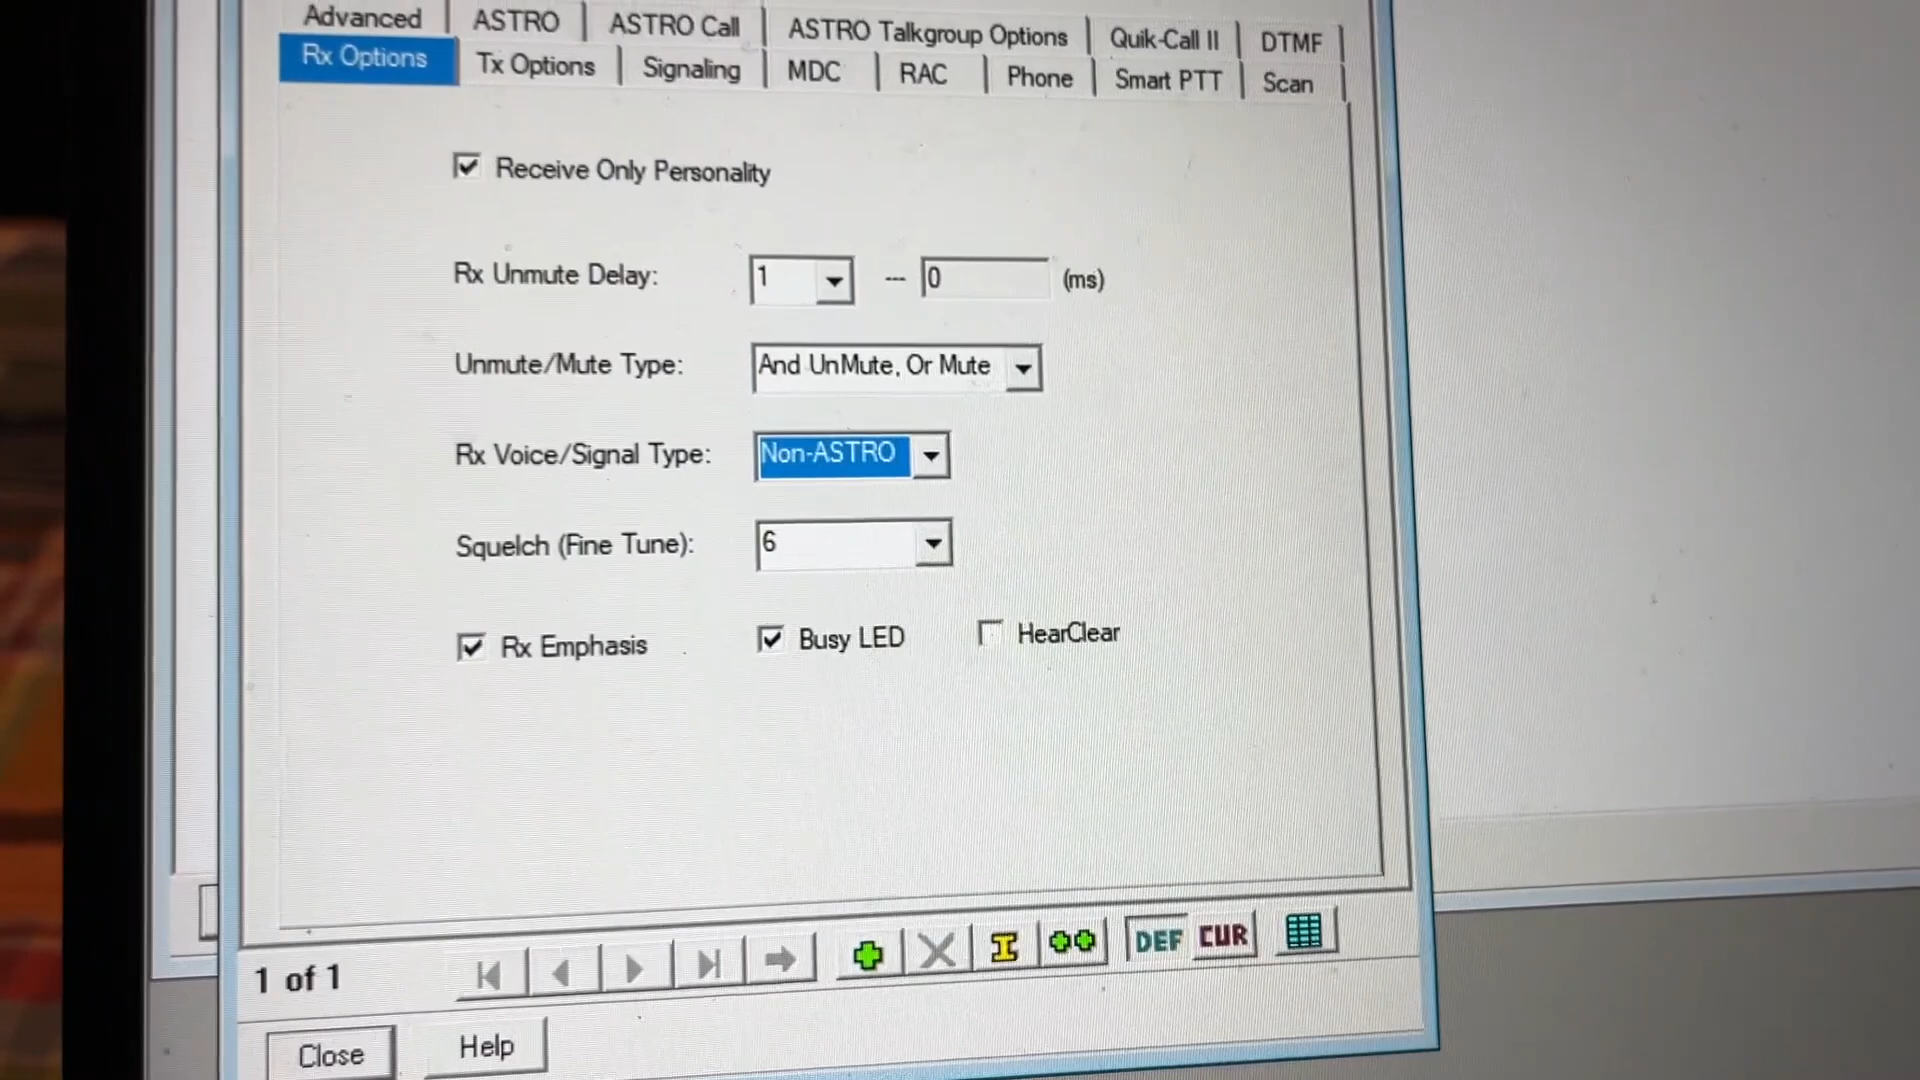 Advanced ASTRO ASTRO Call ASTRO Talkgroup Options Quik-Call II DTMF
Rx Options Tx Options Signaling MDC RAC Phone Smart PTT Scan
Receive Only Personality
Rx Unmute Delay: 1 --- 0 (ms)
Unmute/Mute Type: And UnMute, Or Mute
Rx Voice/Signal Type: Non-ASTRO
Squelch (Fine Tune): 6
Rx Emphasis Busy LED HearClear
1 of 1 DEF CUR
Close Help